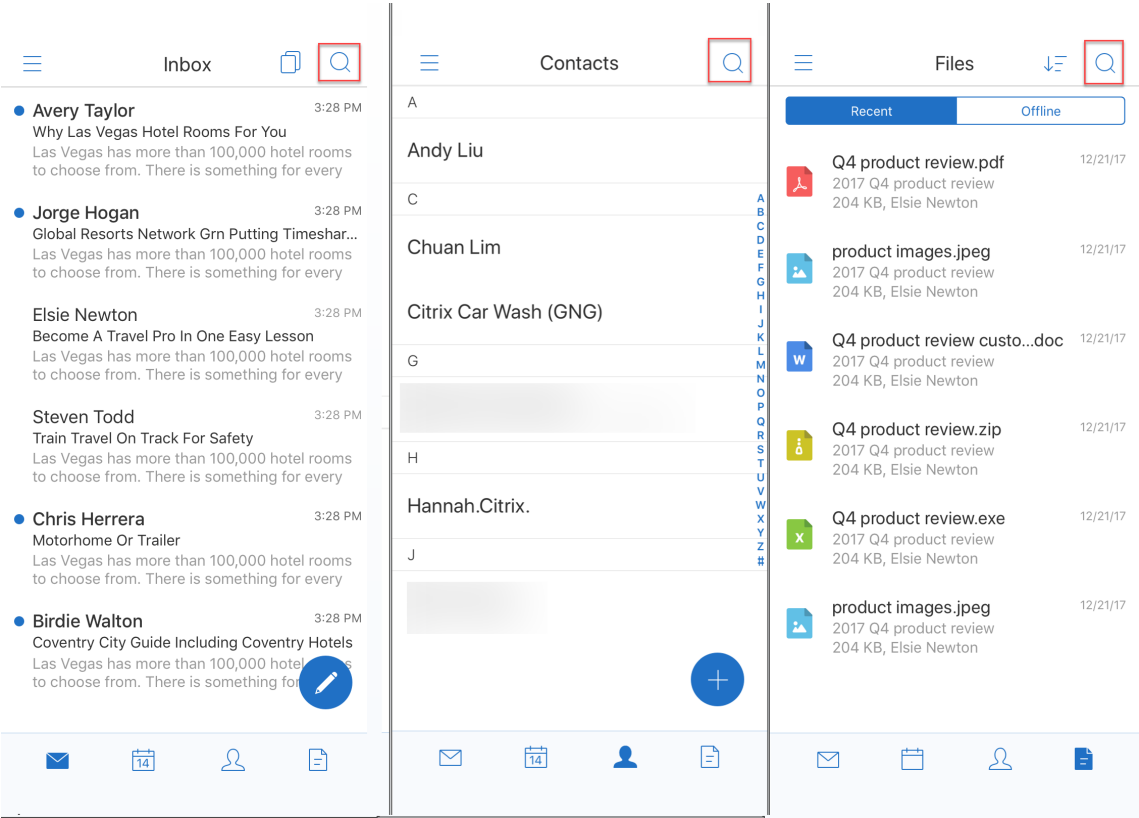 Inbox
Avery Taylor 3:28 PM
Why Las Vegas Hotel Rooms For You
Las Vegas has more than 100,000 hotel rooms
to choose from. There is something for every
Jorge Hogan 3:28 PM
Global Resorts Network Grn Putting Timeshar...
Las Vegas has more than 100,000 hotel rooms
to choose from. There is something for every
Elsie Newton 3:28 PM
Become A Travel Pro In One Easy Lesson
Las Vegas has more than 100,000 hotel rooms
to choose from. There is something for every
Steven Todd 3:28 PM
Train Travel On Track For Safety
Las Vegas has more than 100,000 hotel rooms
to choose from. There is something for every
Chris Herrera 3:28 PM
Motorhome Or Trailer
Las Vegas has more than 100,000 hotel rooms
to choose from. There is something for every
Birdie Walton 3:28 PM
Coventry City Guide Including Coventry Hotels
Las Vegas has more than 100,000 hotel
to choose from. There is something for
14
Contacts
A
Andy Liu
C
Chuan Lim
Citrix Car Wash (GNG)
G
H
Hannah.Citrix.
J
A
B
C
D
E
F
G
H
I
J
K
L
M
N
O
P
Q
R
S
T
U
V
W
X
Y
Z
#
14
Files
Recent Offline
Q4 product review.pdf 12/21/17
2017 Q4 product review
204 KB, Elsie Newton
product images.jpeg 12/21/17
2017 Q4 product review
204 KB, Elsie Newton
W
Q4 product review custo...doc 12/21/17
2017 Q4 product review
204 KB, Elsie Newton
Q4 product review.zip 12/21/17
2017 Q4 product review
204 KB, Elsie Newton
X
Q4 product review.exe 12/21/17
2017 Q4 product review
204 KB, Elsie Newton
product images.jpeg 12/21/17
2017 Q4 product review
204 KB, Elsie Newton